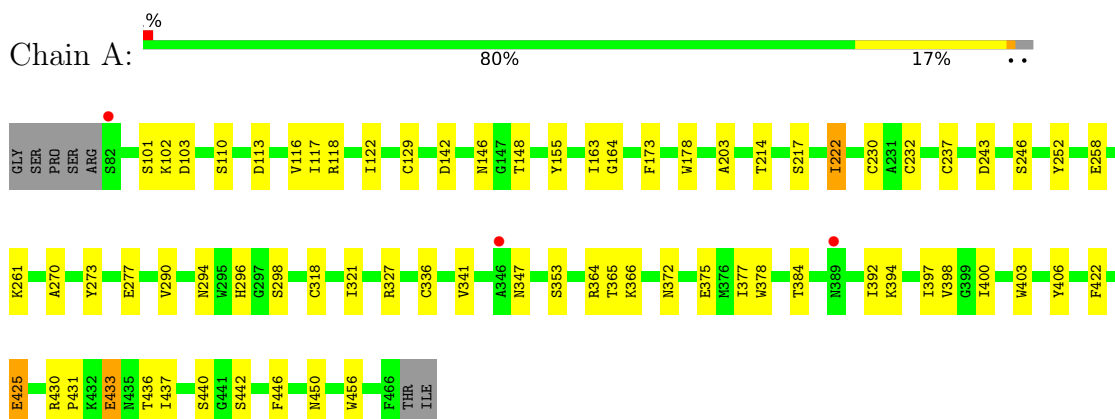 .%
Chain A:
80% 17% . .
GLY SER PRO SER ARG S82 S101 K102 D103 S110 D113 V116 I117 R118 I122 C129 D142 N146 G147 T148 Y155 I163 G164 F173 W178 A203 T214 S217 I222 C230 A231 C232 C237 D243 S246 Y252 E258
K261 A270 Y273 E277 V290 N294 W295 H296 G297 S298 C318 I321 R327 C336 V341 A346 N347 S353 R364 T365 K366 N372 E375 M376 I377 W378 T384 N389 I392 K394 I397 V398 G399 I400 W403 Y406 F422
E425 R430 P431 K432 E433 N435 T436 I437 S440 G441 S442 F446 N450 W456 F466 THR ILE